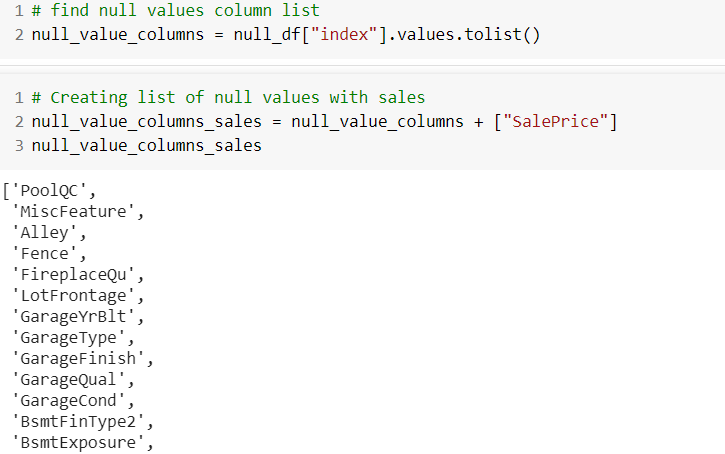 1 # find null values column list
2 null_value_columns = null_df["index"].values.tolist()
1 # Creating list of null values with sales
2 null_value_columns_sales = null_value_columns + ["SalePrice"]
3 null_value_columns_sales
['PoolQC',
'MiscFeature',
'Alley',
'Fence',
'FireplaceQu',
'LotFrontage',
'GarageYrBlt',
'GarageType',
'GarageFinish',
'GarageQual',
'GarageCond',
'BsmtFinType2',
'BsmtExposure',